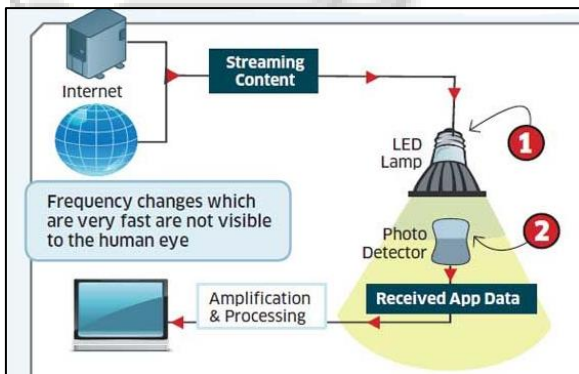 Streaming
Content
Internet
1
LED
Lamp
Frequency changes which
are very fast are not visible
to the human eye
2
Photo
Detector
Amplification
& Processing
Received App Data